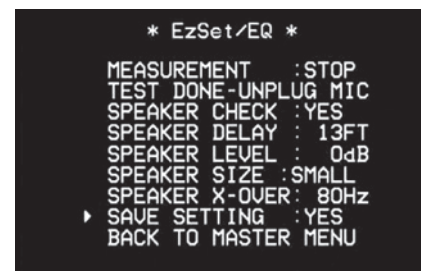 * EzSet/EQ *
MEASUREMENT :STOP
TEST DONE-UNPLUG MIC
SPEAKER CHECK :YES
SPEAKER DELAY : 13FT
SPEAKER LEVEL : 0dB
SPEAKER SIZE :SMALL
SPEAKER X-OVER: 80Hz
SAVE SETTING :YES
BACK TO MASTER MENU